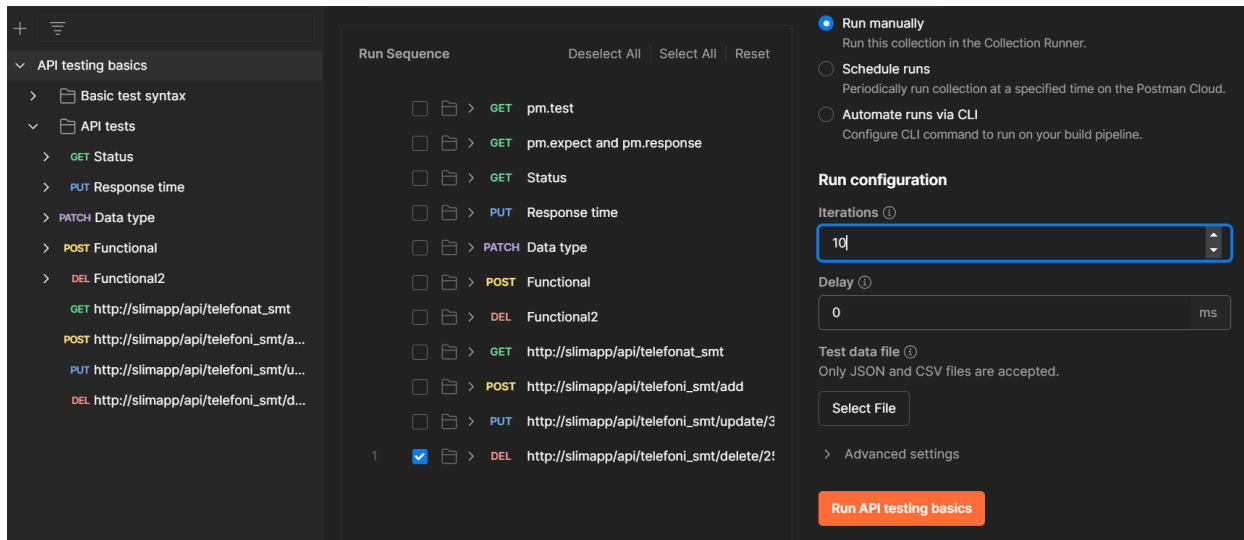 API testing basics
Basic test syntax
API tests
GET Status
PUT Response time
PATCH Data type
POST Functional
DEL Functional2
GET http://slimapp/api/telefonat_smt
POST http://slimapp/api/telefoni_smt/a...
PUT http://slimapp/api/telefoni_smt/u...
DEL http://slimapp/api/telefoni_smt/d...
Run Sequence Deselect All Select All Reset
GET pm.test
GET pm.expect and pm.response
GET Status
PUT Response time
PATCH Data type
POST Functional
DEL Functional2
GET http://slimapp/api/telefonat_smt
POST http://slimapp/api/telefoni_smt/add
PUT http://slimapp/api/telefoni_smt/update/3
1 DEL http://slimapp/api/telefoni_smt/delete/25
Run manually
Run this collection in the Collection Runner.
Schedule runs
Periodically run collection at a specified time on the Postman Cloud.
Automate runs via CLI
Configure CLI command to run on your build pipeline.
Run configuration
Iterations
10
Delay
0 ms
Test data file
Only JSON and CSV files are accepted.
Select File
Advanced settings
Run API testing basics